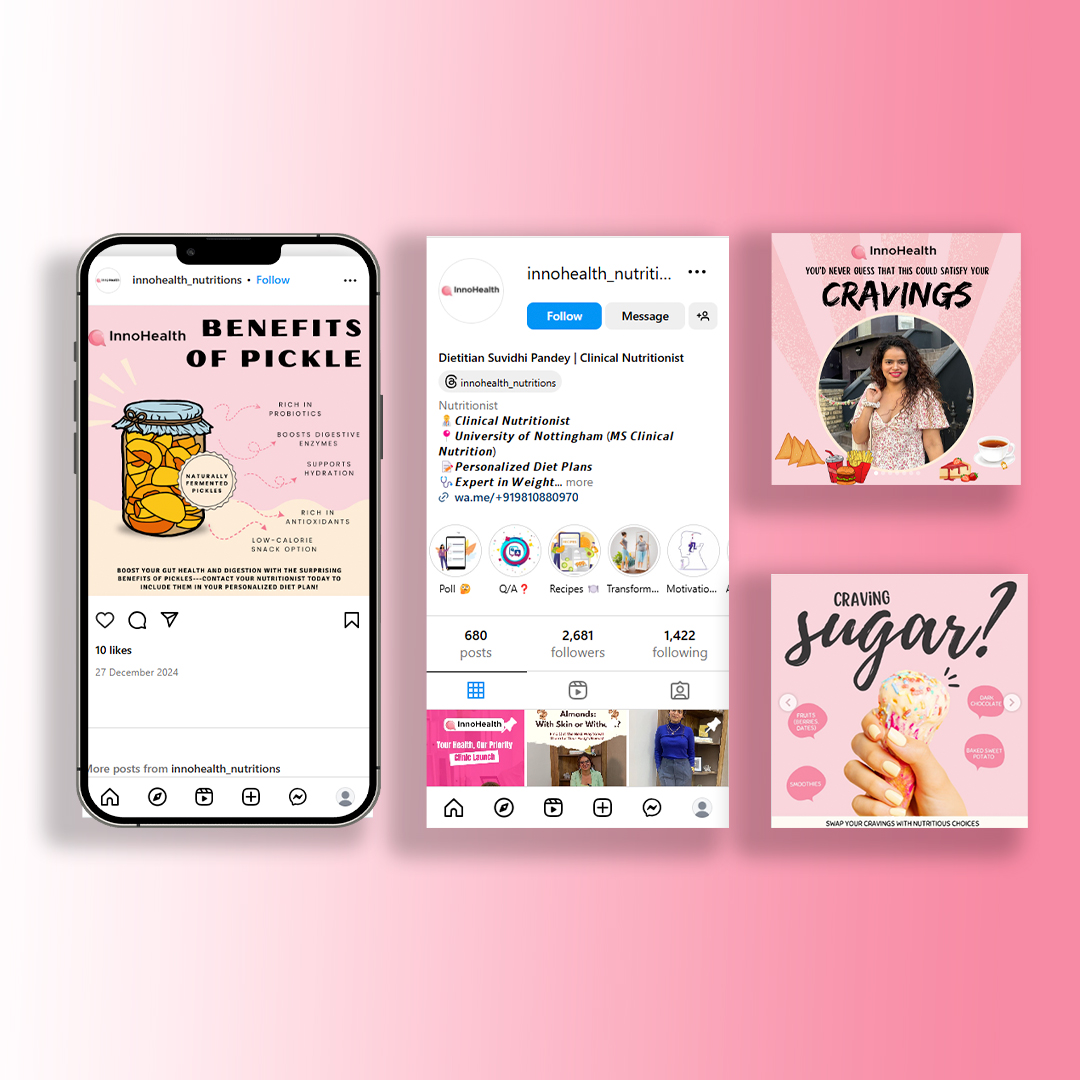 InnoHealth
innohealth_nutritions • Follow
InnoHealth
BENEFITS
OF PICKLE
RICH IN
PROBIOTICS
BOOSTS DIGESTIVE
ENZYMES
SUPPORTS
HYDRATION
NATURALLY
FERMENTED
PICKLES
RICH IN
ANTIOXIDANTS
LOW-CALORIE
SNACK OPTION
BOOST YOUR GUT HEALTH AND DIGESTION WITH THE SURPRISING
BENEFITS OF PICKLES---CONTACT YOUR NUTRITIONIST TODAY TO
INCLUDE THEM IN YOUR PERSONALIZED DIET PLAN!
10 likes
27 December 2024
More posts from innohealth_nutritions
InnoHealth
innohealth_nutriti...
Follow Message
Dietitian Suvidhi Pandey | Clinical Nutritionist
innohealth_nutritions
Nutritionist
Clinical Nutritionist
University of Nottingham (MS Clinical
Nutrition)
Personalized Diet Plans
Expert in Weight... more
wa.me/+919810880970
Poll Q/A❓ Recipes Transform... Motivatio...
680 2,681 1,422
posts followers following
InnoHealth
Your Health, Our Priority
Clinic Launch
Almonds:
With Skin or With. .?
InnoHealth
YOU'D NEVER GUESS THAT THIS COULD SATISFY YOUR
CRAVINGS
CRAVING
sugar?
DARK
CHOCOLATE
FRUITS
(BERRIES,
DATES)
BAKED SWEET
POTATO
SMOOTHIES
SWAP YOUR CRAVINGS WITH NUTRITIOUS CHOICES